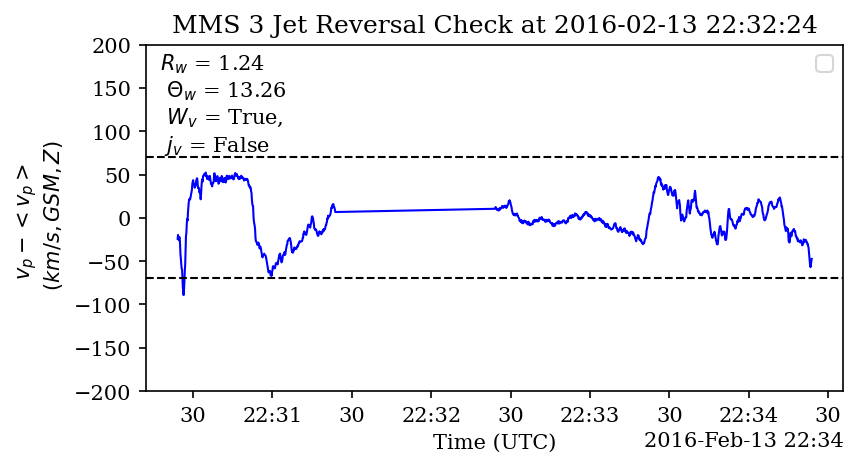 MMS 3 Jet Reversal Check at 2016-02-13 22:32:24
200
150
100
50
0
−50
−100
−150
−200
v_p − < v_p >
(km/s, GSM, Z)
R_w = 1.24
Θ_w = 13.26
W_v = True,
j_v = False
30 22:31 30 22:32 30 22:33 30 22:34 30
Time (UTC)
2016-Feb-13 22:34